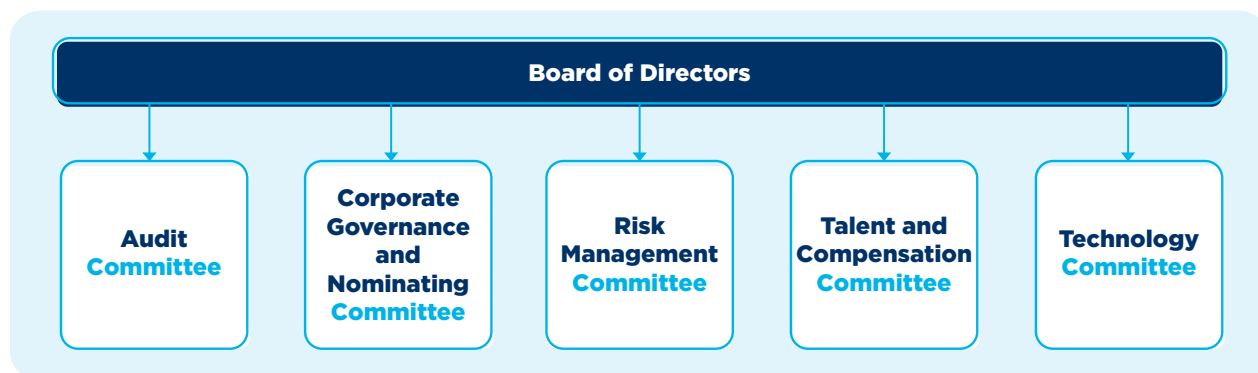 Board of Directors
Audit
Committee
Corporate
Governance
and
Nominating
Committee
Risk
Management
Committee
Talent and
Compensation
Committee
Technology
Committee